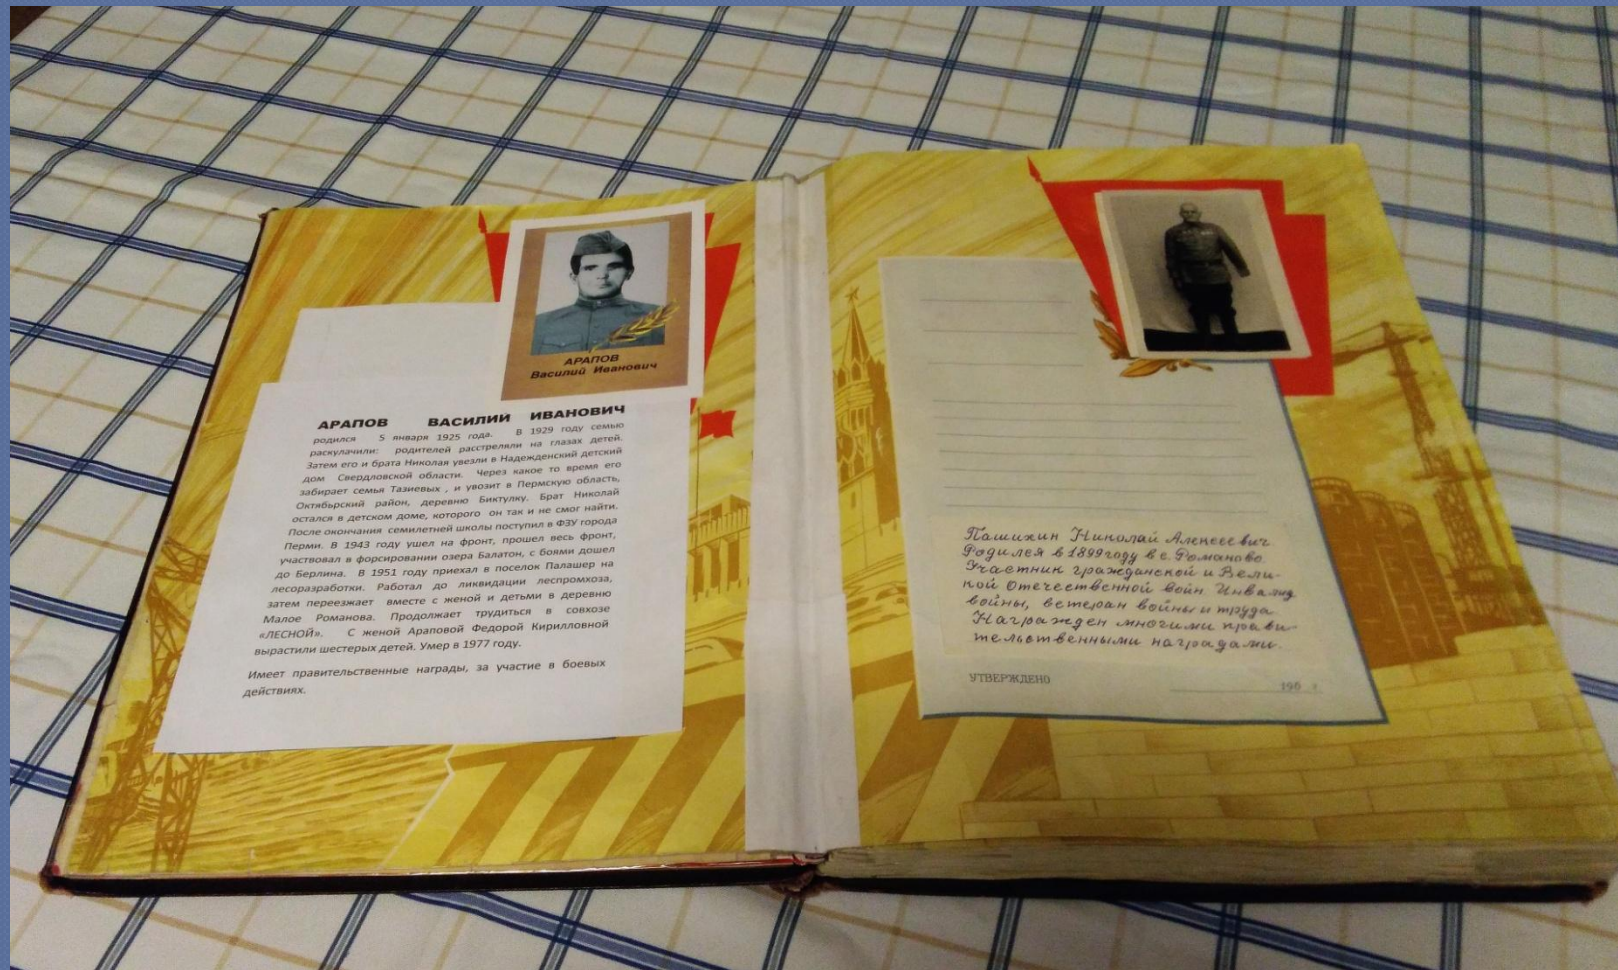 АРАПОВ
Василий Иванович
АРАПОВ ВАСИЛИЙ ИВАНОВИЧ
родился 5 января 1925 года. В 1929 году семью
раскулачили: родителей расстреляли на глазах детей.
Затем его и брата Николая увезли в Надежденский детский
дом Свердловской области. Через какое то время его
забирает семья Тазиевых , и увозит в Пермскую область,
Октябрьский район, деревню Биктулку. Брат Николай
остался в детском доме, которого он так и не смог найти.
После окончания семилетней школы поступил в ФЗУ города
Перми. В 1943 году ушел на фронт, прошел весь фронт,
участвовал в форсировании озера Балатон, с боями дошел
до Берлина. В 1951 году приехал в поселок Палашер на
лесоразработки. Работал до ликвидации леспромхоза,
затем переезжает вместе с женой и детьми в деревню
Малое Романова. Продолжает трудиться в совхозе
«ЛЕСНОЙ». С женой Араповой Федорой Кирилловной
вырастили шестерых детей. Умер в 1977 году.
Имеет правительственные награды, за участие в боевых
действиях.
Пашихин Николай Алексеевич
Родился в 1899 году в с. Романово.
Участник гражданской и Вели-
кой Отечественной войн. Инвалид
войны, ветеран войны и труда.
Награжден многими прави-
тельственными наградами.
УТВЕРЖДЕНО
196 г.